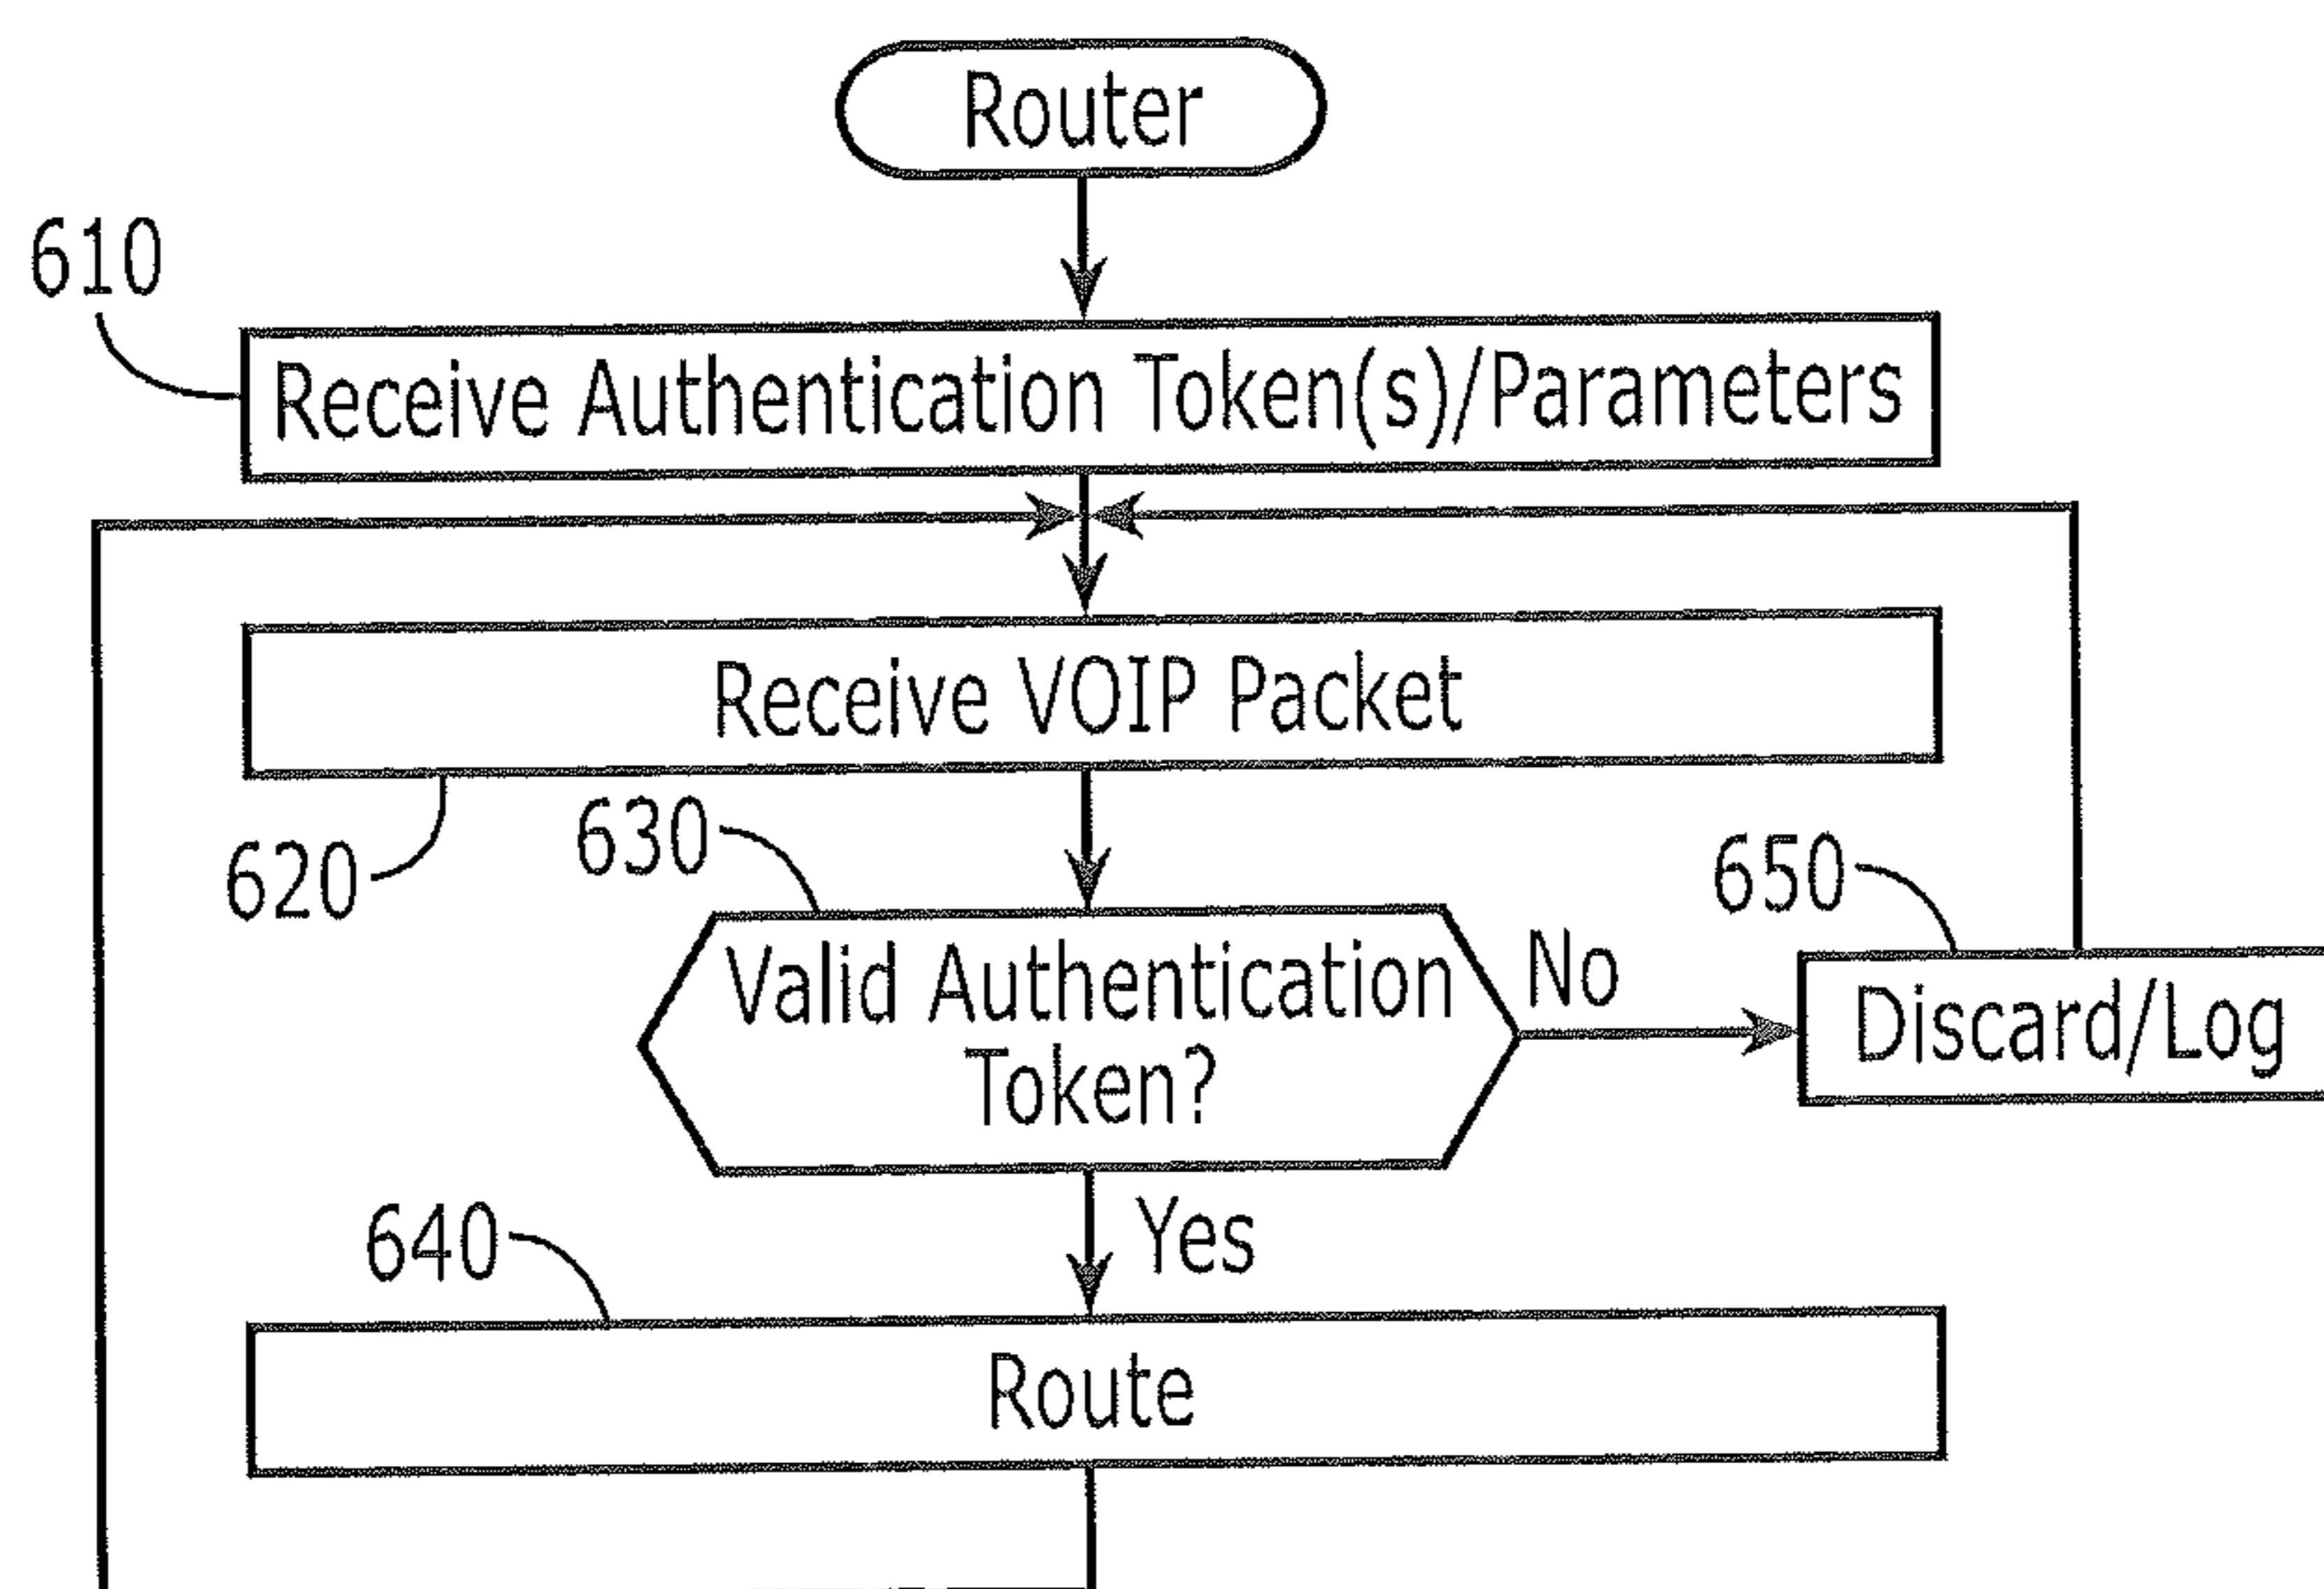 Router
610
Receive Authentication Token(s)/Parameters
Receive VOIP Packet
620
630
650
Valid Authentication
Token?
No
Discard/Log
Yes
640
Route